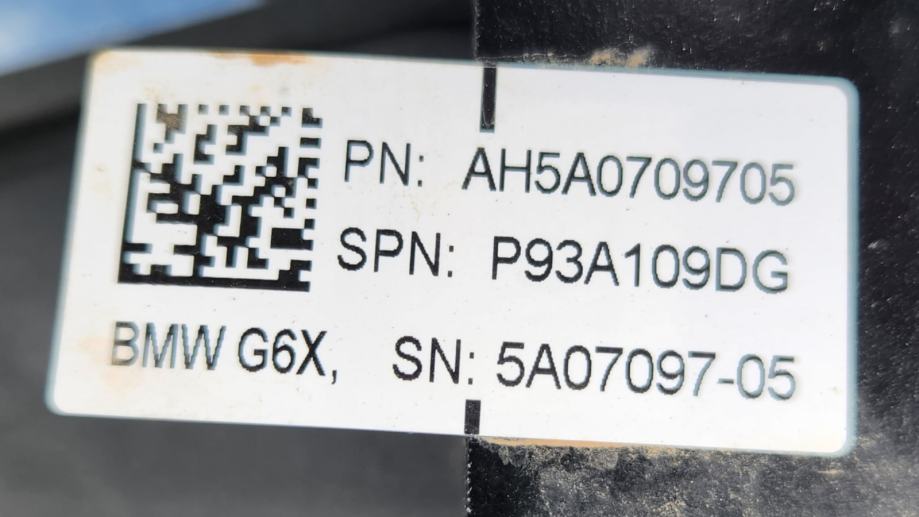 PN: AH5A0709705
SPN: P93A109DG
BMW G6X, SN: 5A07097-05